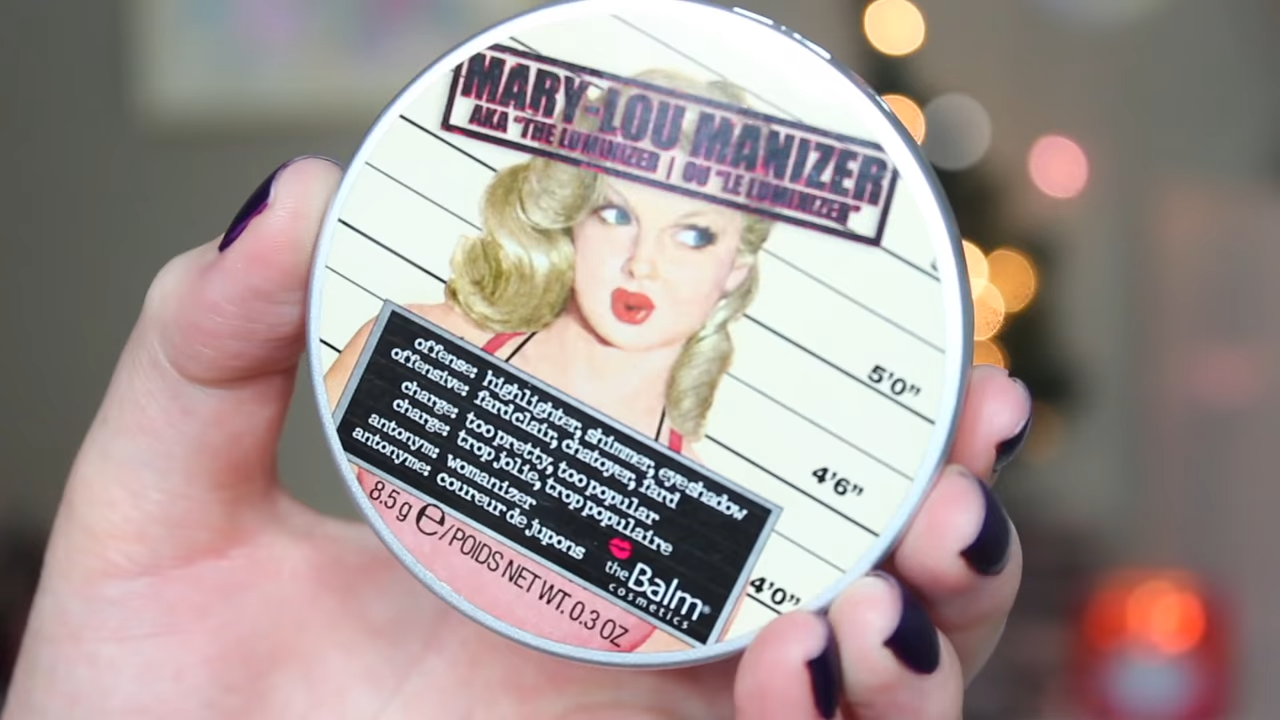 MARY-LOU MANIZER
AKA "THE LUMINIZER | OU "LE LUMINIZER"
5'0"
4'6"
4'0"
offense: highlighter, shimmer, eyeshadow
offensive: fard clair, chatoyer, fard
charge: too pretty, too popular
charge: trop jolie, trop populaire
antonym: womanizer
antonyme: coureur de jupons
the Balm®
cosmetics
8.5 g e/POIDS NET WT. 0.3 OZ